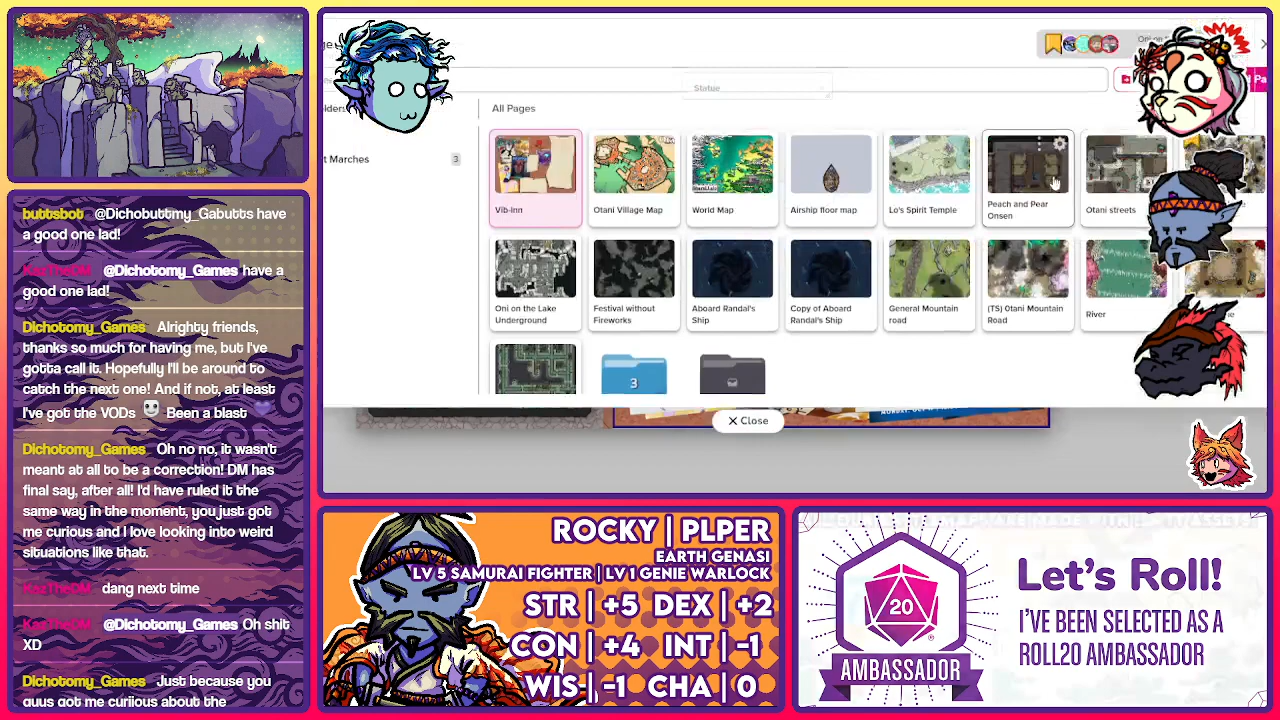 buttsbot @Dichobuttmy_Gabutts have
a good one lad!
KazTheDM @Dichotomy_Games have a
good one lad!
Dichotomy_Games Alrighty friends,
thanks so much for having me, but I've
gotta call it. Hopefully I'll be around to
catch the next one! And if not, at least
I've got the VODs Been a blast
Dichotomy_Games Oh no no, it wasn't
meant at all to be a correction! DM has
final say, after all! I'd have ruled it the
same way in the moment, you just got
me curious and I love looking into weird
situations like that.
KazTheDM dang next time
KazTheDM @Dichotomy_Games Oh shit
XD
Dichotomy_Games Just because you
guys got me curious about the
Statue
All Pages
t Marches
3
Vib-Inn
Otani Village Map
World Map
Airship floor map
Lo's Spirit Temple
Peach and Pear
Onsen
Otani streets
Oni on the Lake
Underground
Festival without
Fireworks
Aboard Randal's
Ship
Copy of Aboard
Randal's Ship
General Mountain
road
(TS) Otani Mountain
Road
River
3
Close
ROCKY | PLPER
EARTH GENASI
LV 5 SAMURAI FIGHTER | LV 1 GENIE WARLOCK
STR | +5 DEX | +2
CON | +4 INT | -1
WIS | -1 CHA | 0
20
AMBASSADOR
Let's Roll!
I'VE BEEN SELECTED AS A
ROLL20 AMBASSADOR